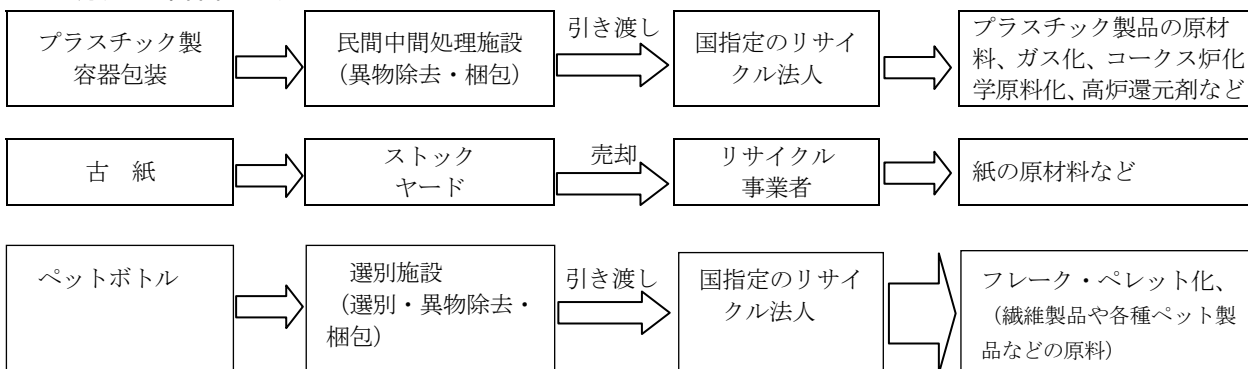 プラスチック製
容器包装
民間中間処理施設
(異物除去・梱包)
引き渡し
国指定のリサイ
クル法人
プラスチック製品の原材
料、ガス化、コークス炉化
学原料化、高炉還元剤など
古 紙
ストック
ヤード
売却
リサイクル
事業者
紙の原材料など
ペットボトル
選別施設
(選別・異物除去・
梱包)
引き渡し
国指定のリサイ
クル法人
フレーク・ペレット化、
(繊維製品や各種ペット製
品などの原料)